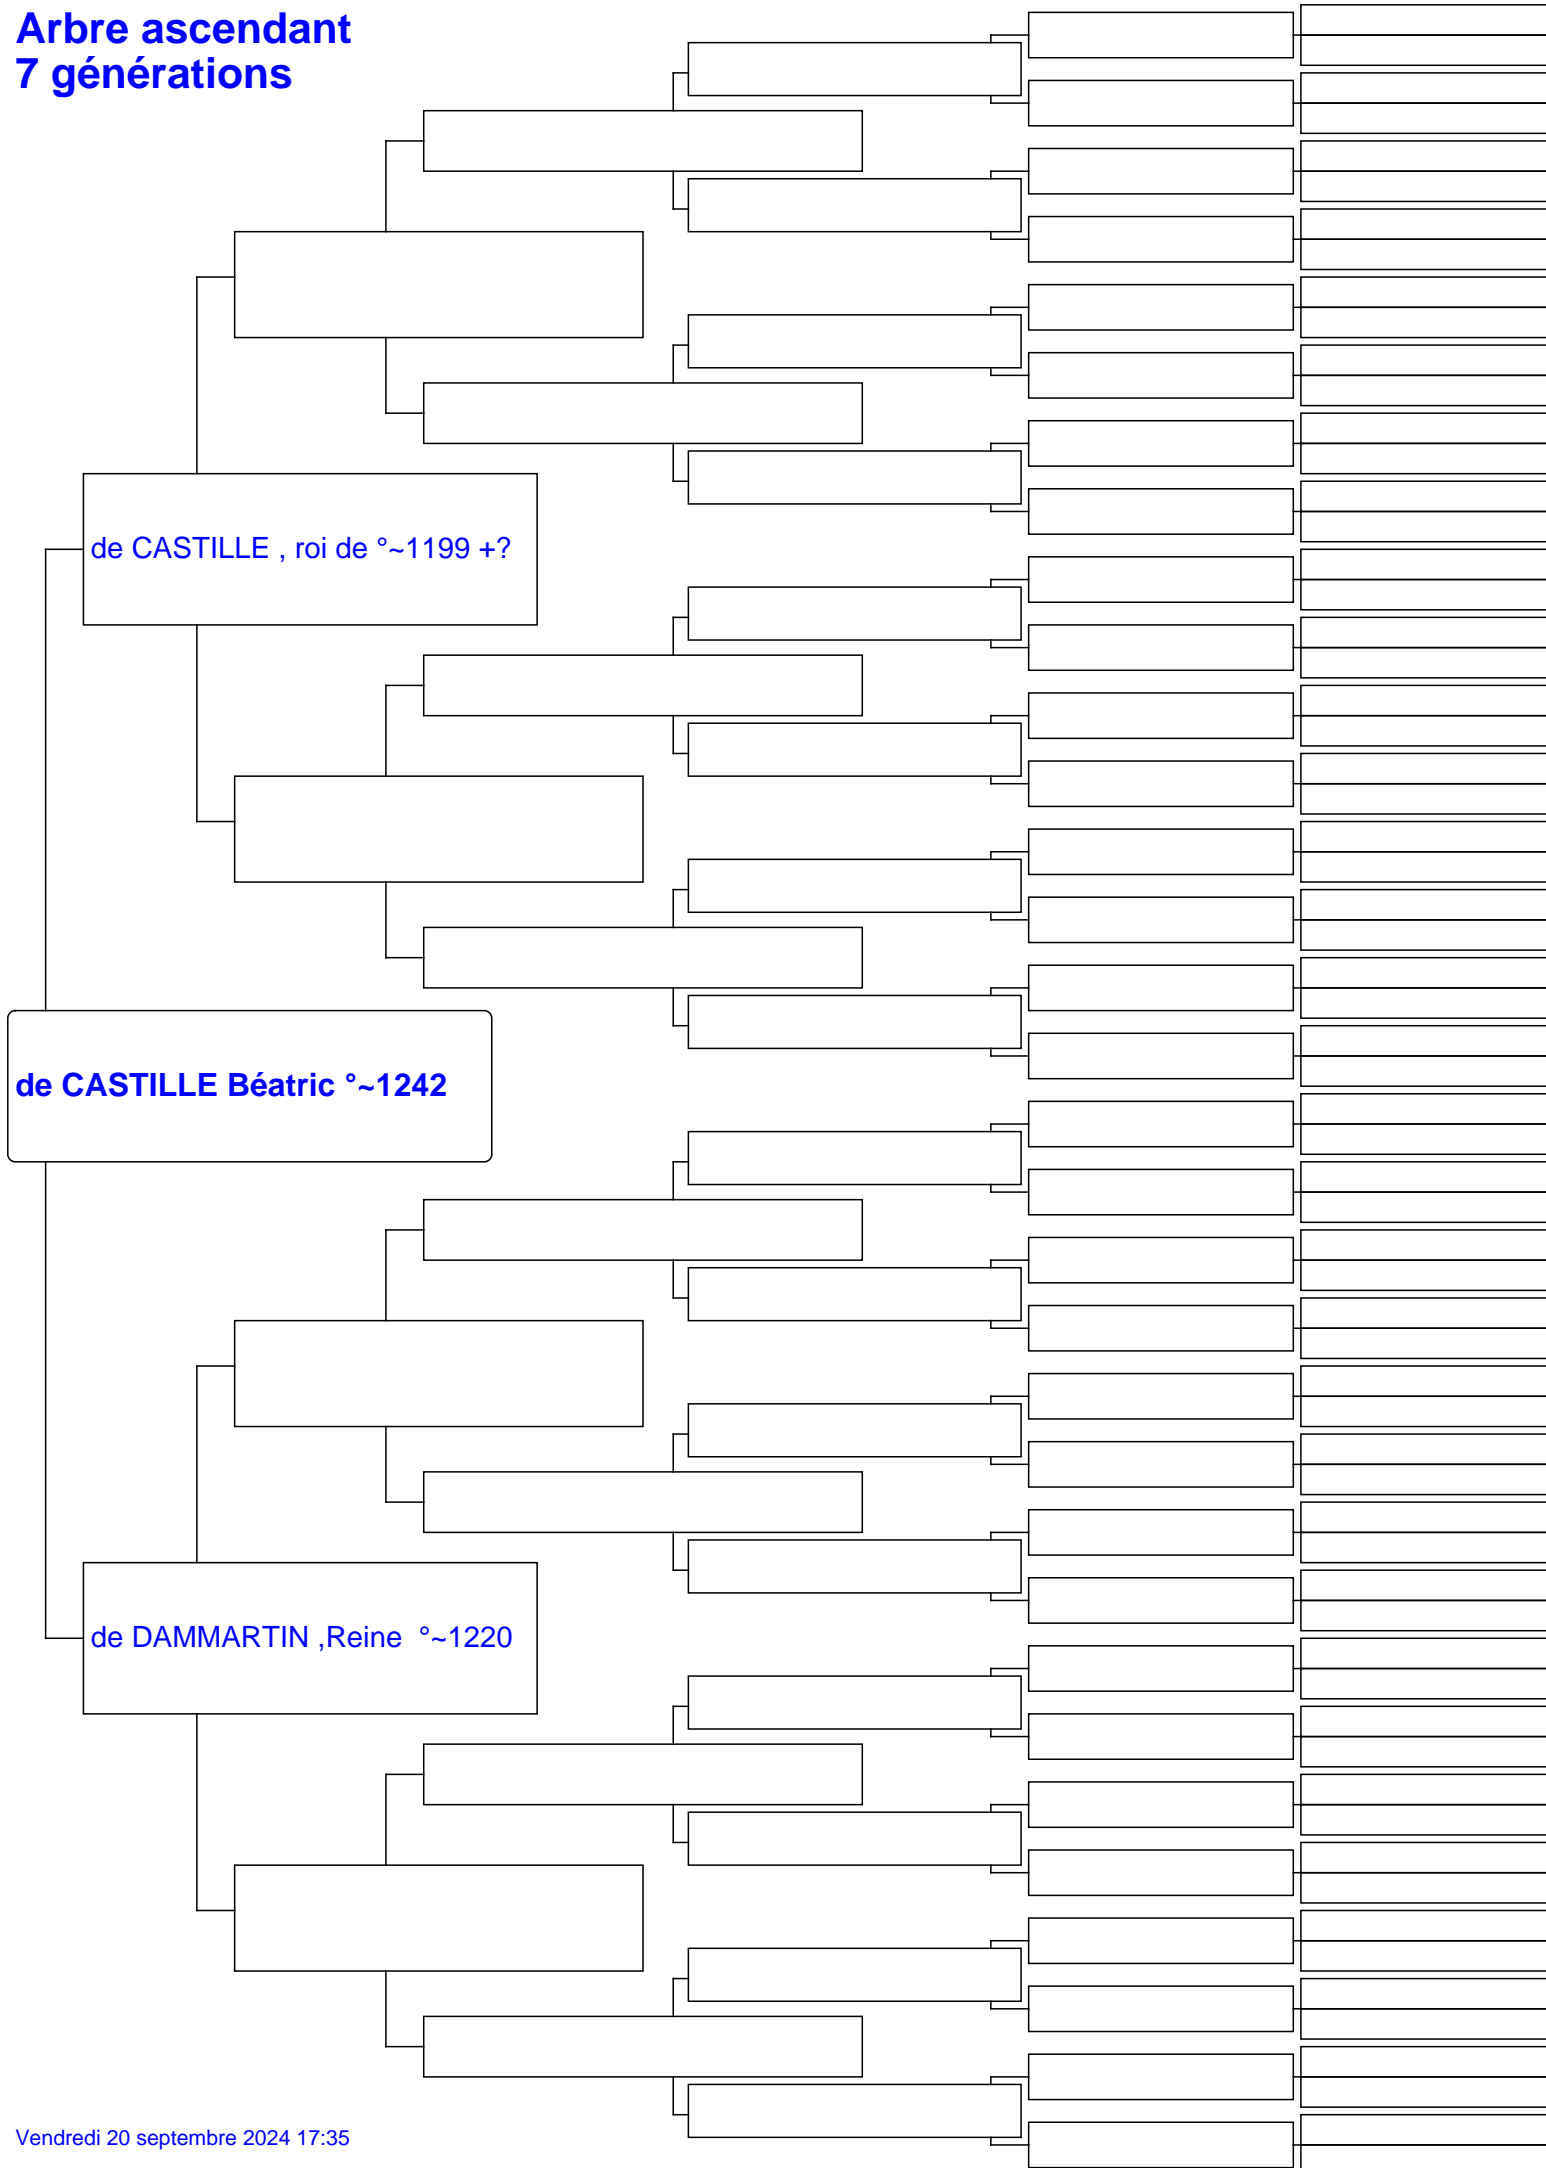 Arbre ascendant
7 générations
de CASTILLE , roi de °~1199 +?
de CASTILLE Béatric °~1242
de DAMMARTIN ,Reine  °~1220
Vendredi 20 septembre 2024 17:35